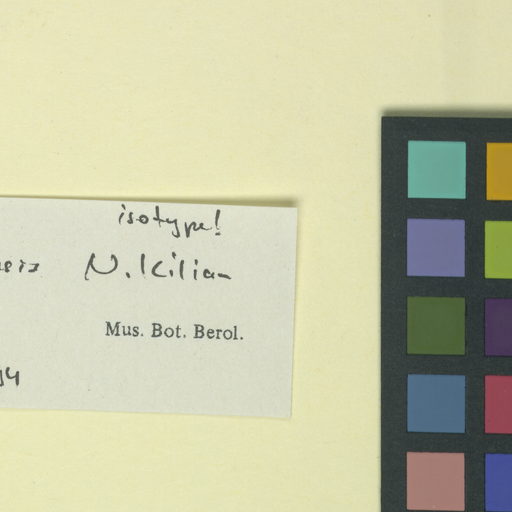 isotype!
N. Kilian
Mus. Bot. Berol.